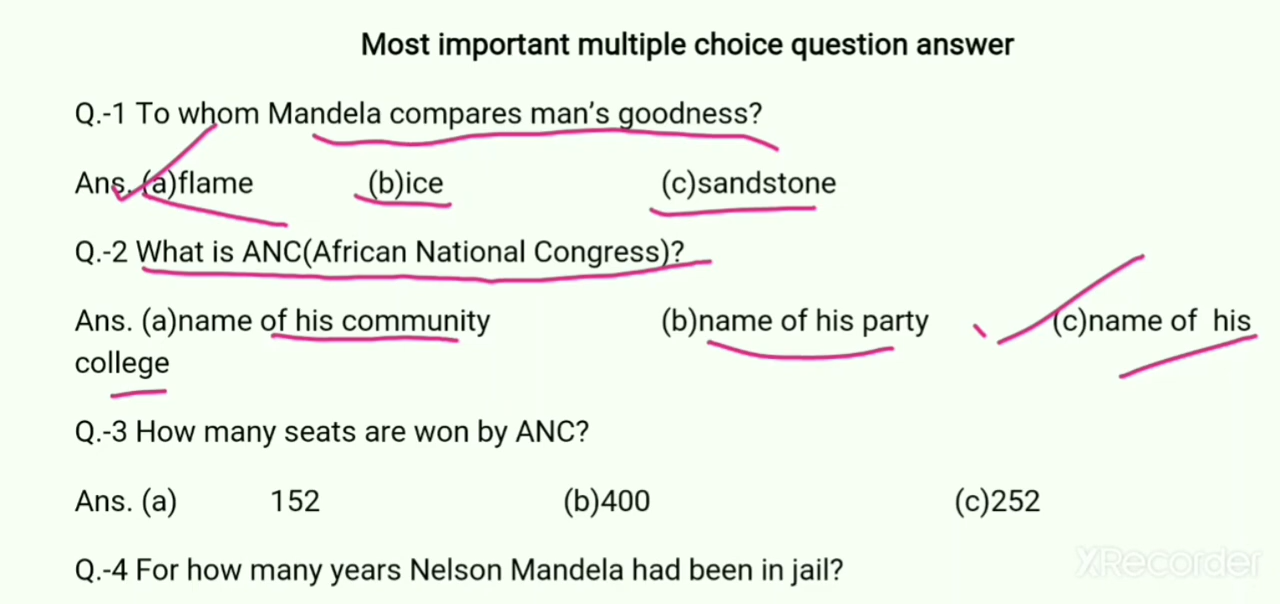 Most important multiple choice question answer
Q.-1 To whom Mandela compares man's goodness?
Ans. (a)flame (b)ice (c)sandstone
Q.-2 What is ANC(African National Congress)?
Ans. (a)name of his community (b)name of his party (c)name of his
college
Q.-3 How many seats are won by ANC?
Ans. (a) 152 (b)400 (c)252
Q.-4 For how many years Nelson Mandela had been in jail?
XRecorder